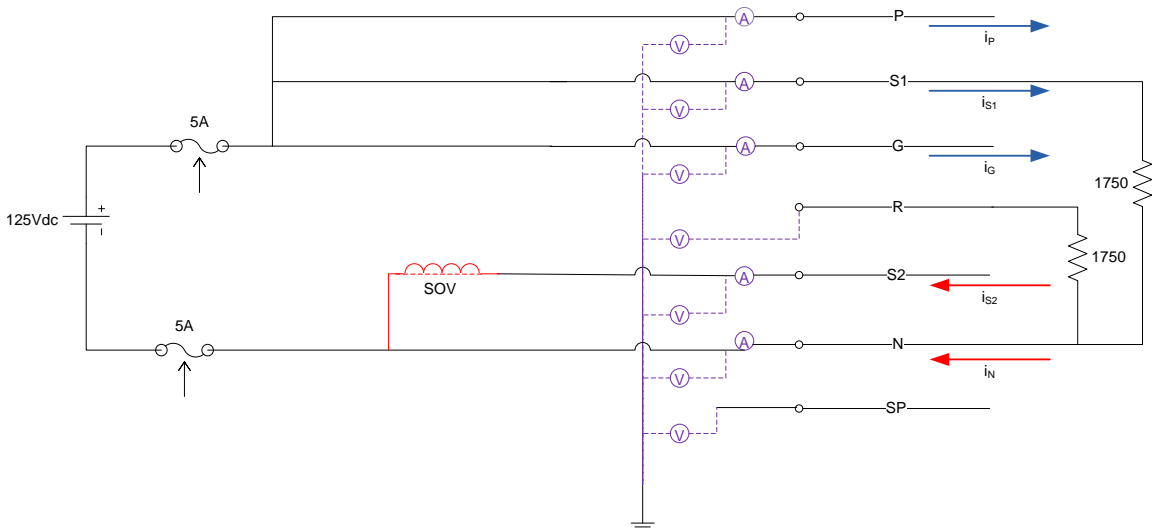 A
P
V
iP
A
S1
V
iS1
5A
A
G
V
iG
1750
125Vdc
+
R
V
1750
SOV
A
S2
V
iS2
5A
A
N
V
iN
SP
V